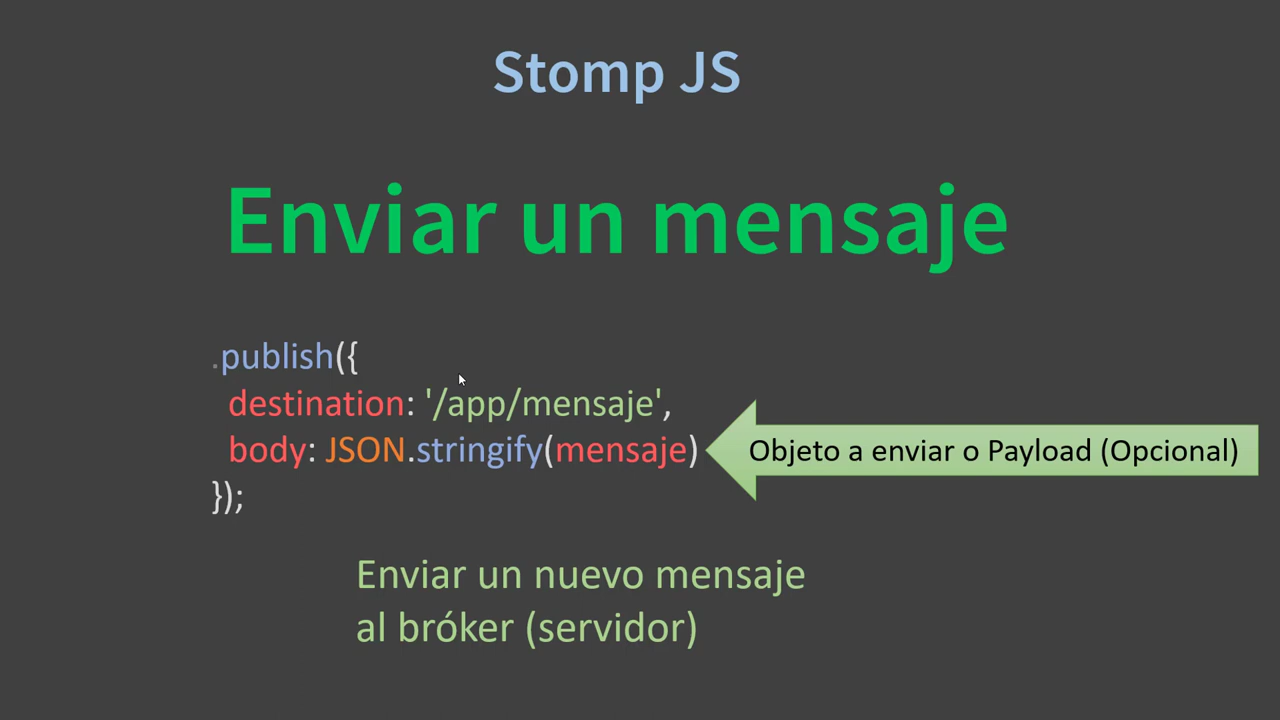 Stomp JS
Enviar un mensaje
.publish({
destination: '/app/mensaje',
body: JSON.stringify(mensaje)
Objeto a enviar o Payload (Opcional)
});
Enviar un nuevo mensaje
al bróker (servidor)